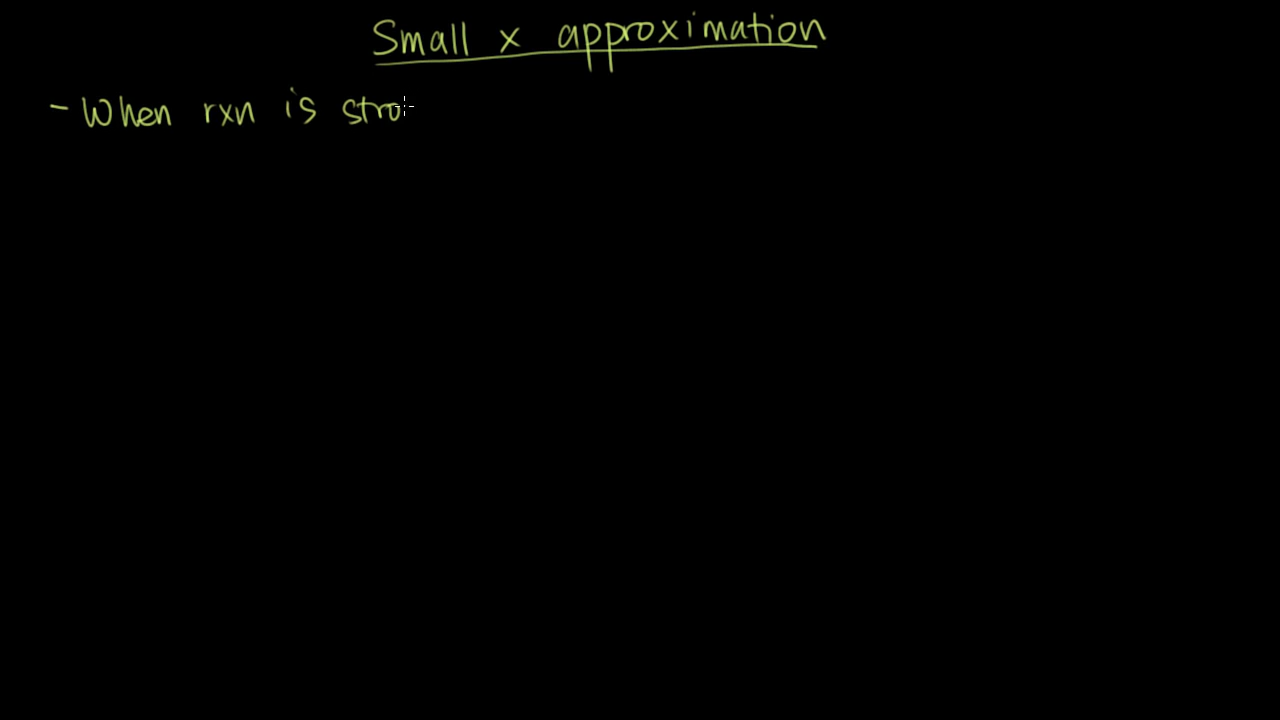 Small x approximation
- When rxn is stro